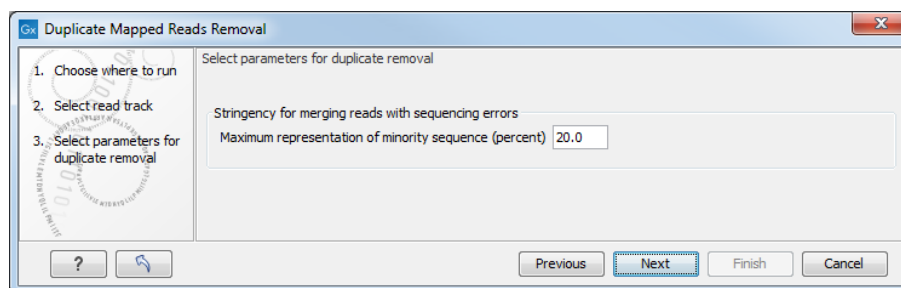 Gx Duplicate Mapped Reads Removal
1. Choose where to run
2. Select read track
3. Select parameters for
duplicate removal
Select parameters for duplicate removal
Stringency for merging reads with sequencing errors
Maximum representation of minority sequence (percent) 20.0
? Previous Next Finish Cancel